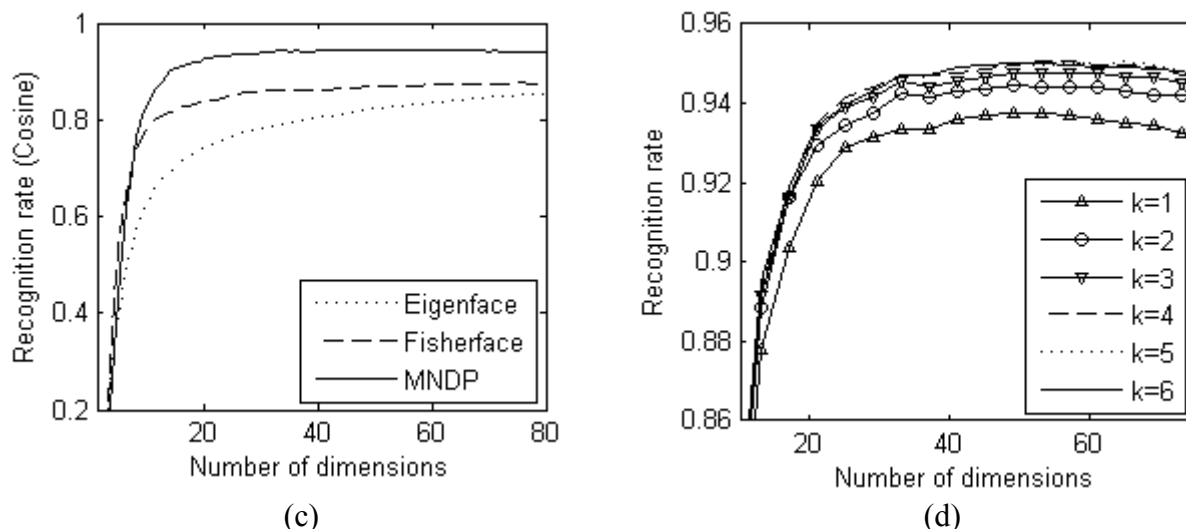 1
0.8
0.6
0.4
0.2
Recognition rate (Cosine)
Eigenface
Fisherface
MNDP
20 40 60 80
Number of dimensions
(c)
0.96
0.94
0.92
0.9
0.88
0.86
Recognition rate
k=1
k=2
k=3
k=4
k=5
k=6
20 40 60
Number of dimensions
(d)